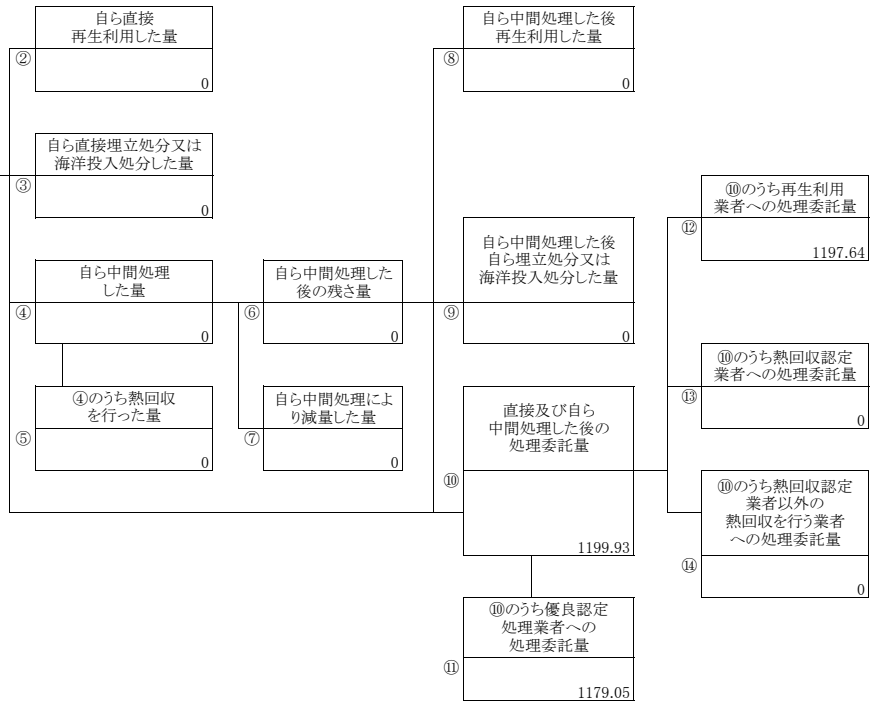 自ら直接
再生利用した量
②
0
自ら直接埋立処分又は
海洋投入処分した量
③
0
自ら中間処理
した量
④
0
④のうち熱回収
を行った量
⑤
0
自ら中間処理した
後の残さ量
⑥
0
自ら中間処理によ
り減量した量
⑦
0
自ら中間処理した後
再生利用した量
⑧
0
自ら中間処理した後
自ら埋立処分又は
海洋投入処分した量
⑨
0
直接及び自ら
中間処理した後の
処理委託量
⑩
1199.93
⑩のうち優良認定
処理業者への
処理委託量
⑪
1179.05
⑩のうち再生利用
業者への処理委託量
⑫
1197.64
⑩のうち熱回収認定
業者への処理委託量
⑬
0
⑩のうち熱回収認定
業者以外の
熱回収を行う業者
への処理委託量
⑭
0